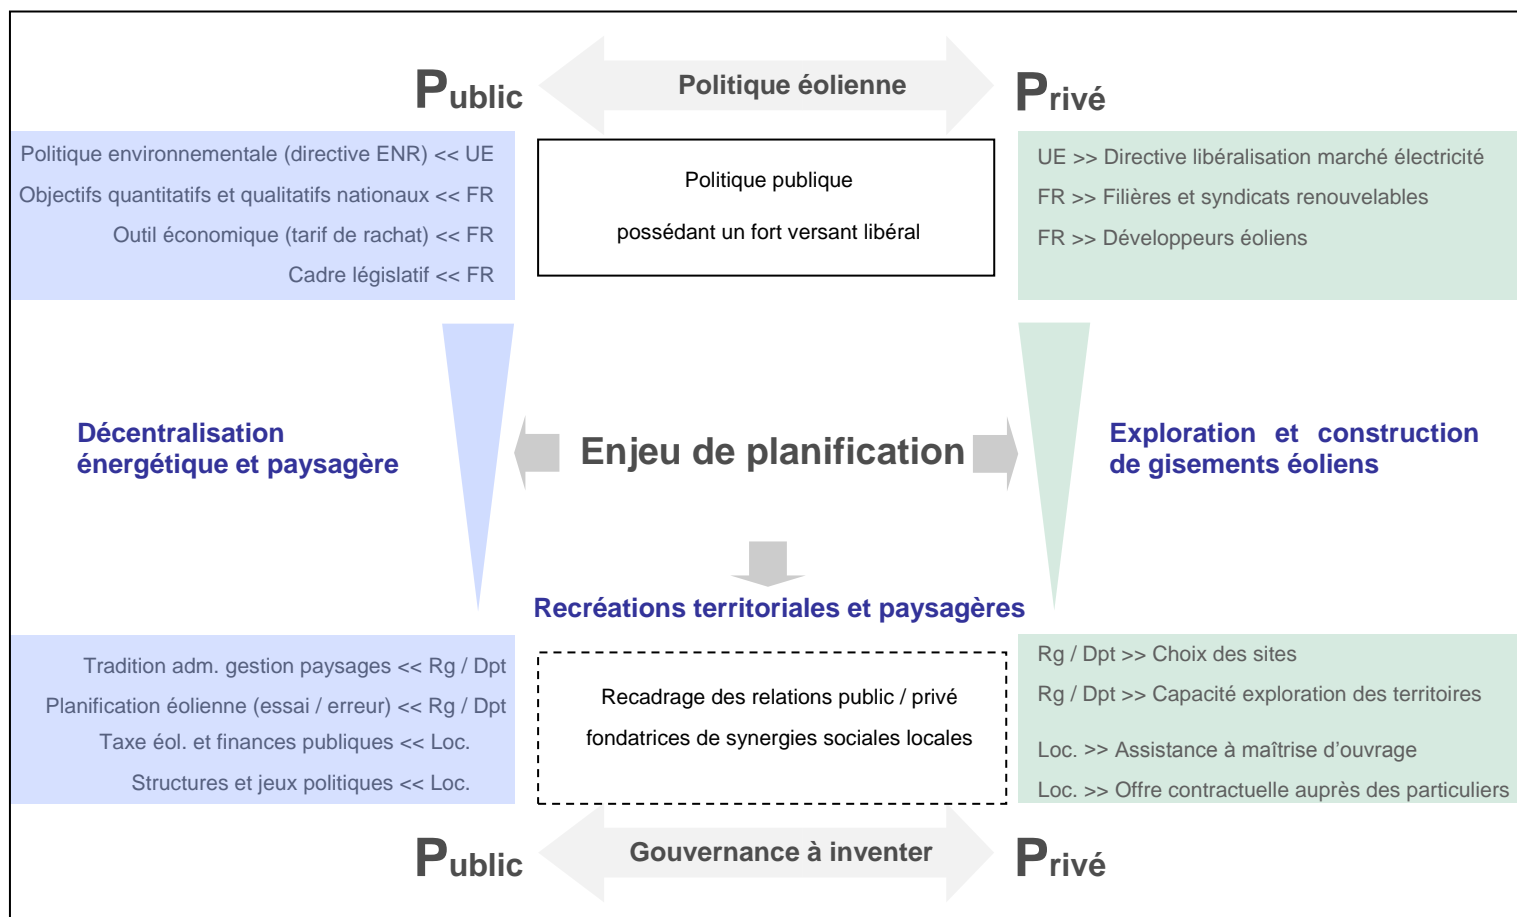 Public
Politique éolienne
Privé
Politique environnementale (directive ENR) << UE
Objectifs quantitatifs et qualitatifs nationaux << FR
Outil économique (tarif de rachat) << FR
Cadre législatif << FR
Politique publique
possédant un fort versant libéral
UE >> Directive libéralisation marché électricité
FR >> Filières et syndicats renouvelables
FR >> Développeurs éoliens
Décentralisation
énergétique et paysagère
Enjeu de planification
Exploration et construction
de gisements éoliens
Recréations territoriales et paysagères
Tradition adm. gestion paysages << Rg / Dpt
Planification éolienne (essai / erreur) << Rg / Dpt
Taxe éol. et finances publiques << Loc.
Structures et jeux politiques << Loc.
Recadrage des relations public / privé
fondatrices de synergies sociales locales
Rg / Dpt >> Choix des sites
Rg / Dpt >> Capacité exploration des territoires
Loc. >> Assistance à maîtrise d’ouvrage
Loc. >> Offre contractuelle auprès des particuliers
Public
Gouvernance à inventer
Privé